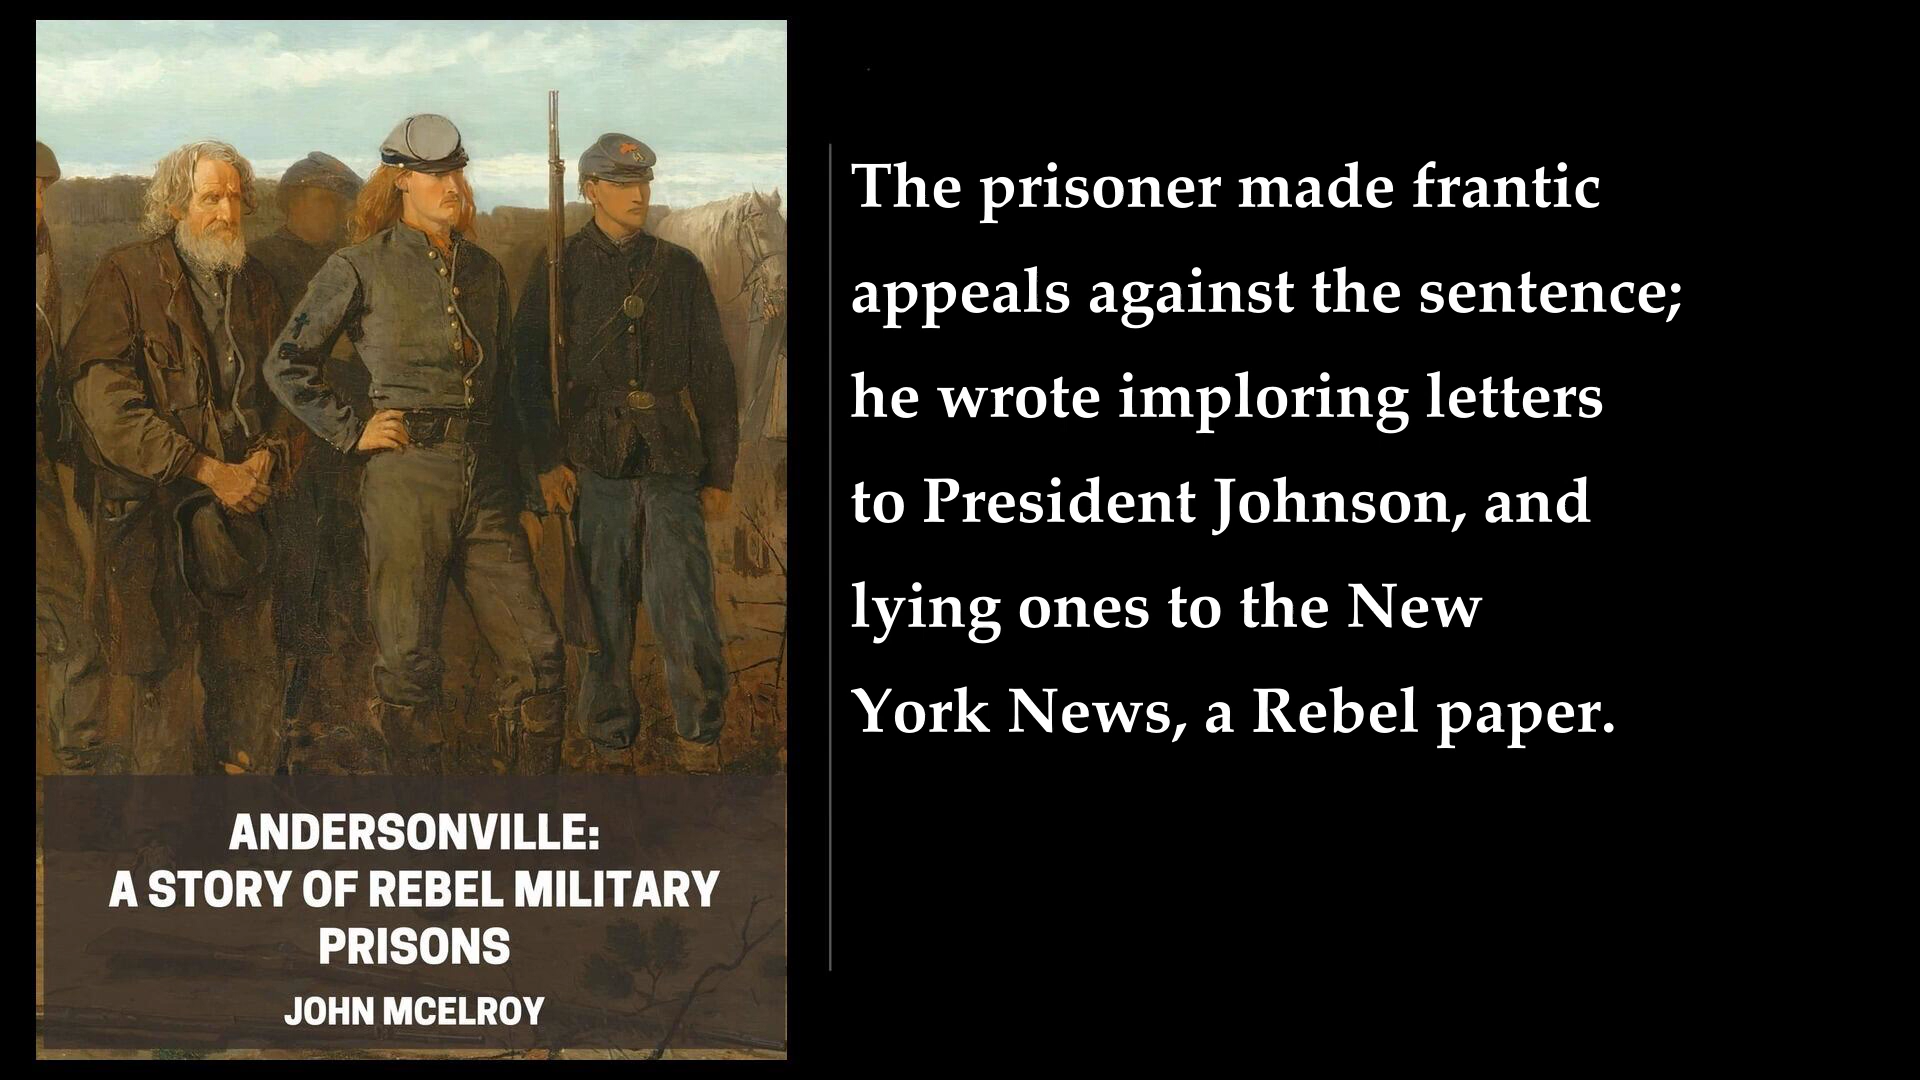 The prisoner made frantic
appeals against the sentence;
he wrote imploring letters
to President Johnson, and
lying ones to the New
York News, a Rebel paper.
ANDERSONVILLE:
A STORY OF REBEL MILITARY
PRISONS
JOHN MCELROY